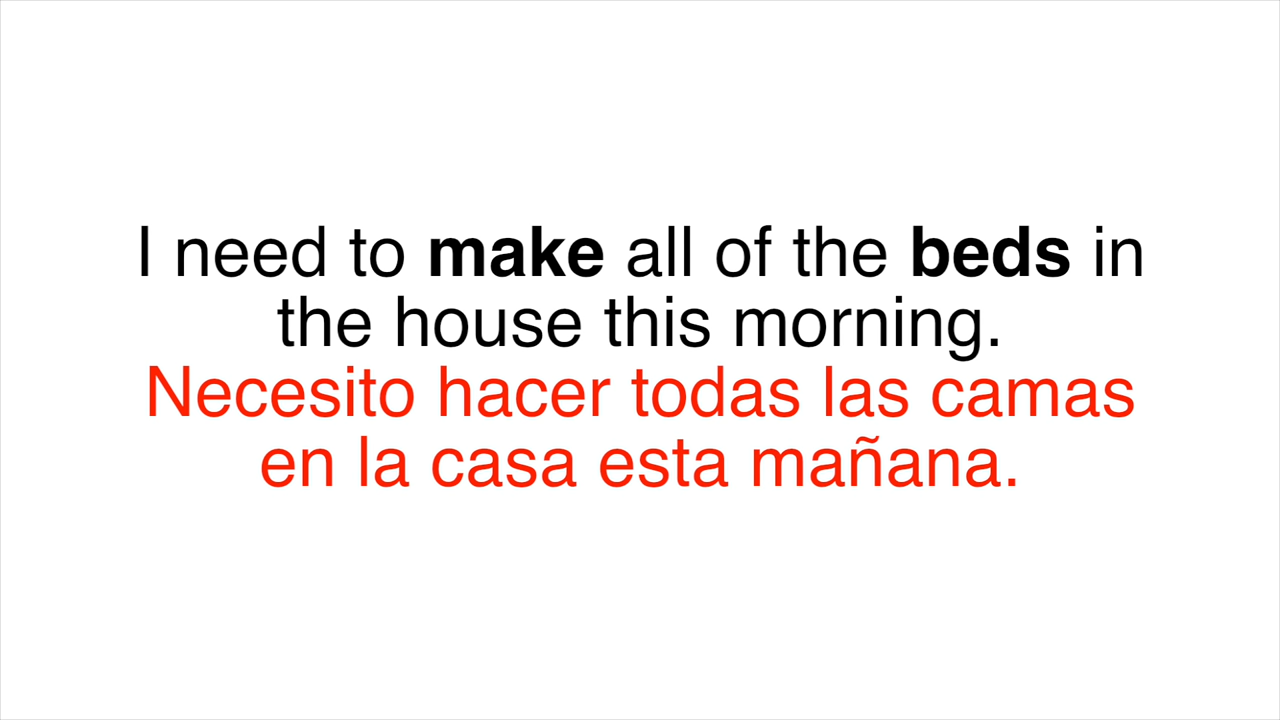 I need to make all of the beds in
the house this morning.
Necesito hacer todas las camas
en la casa esta mañana.